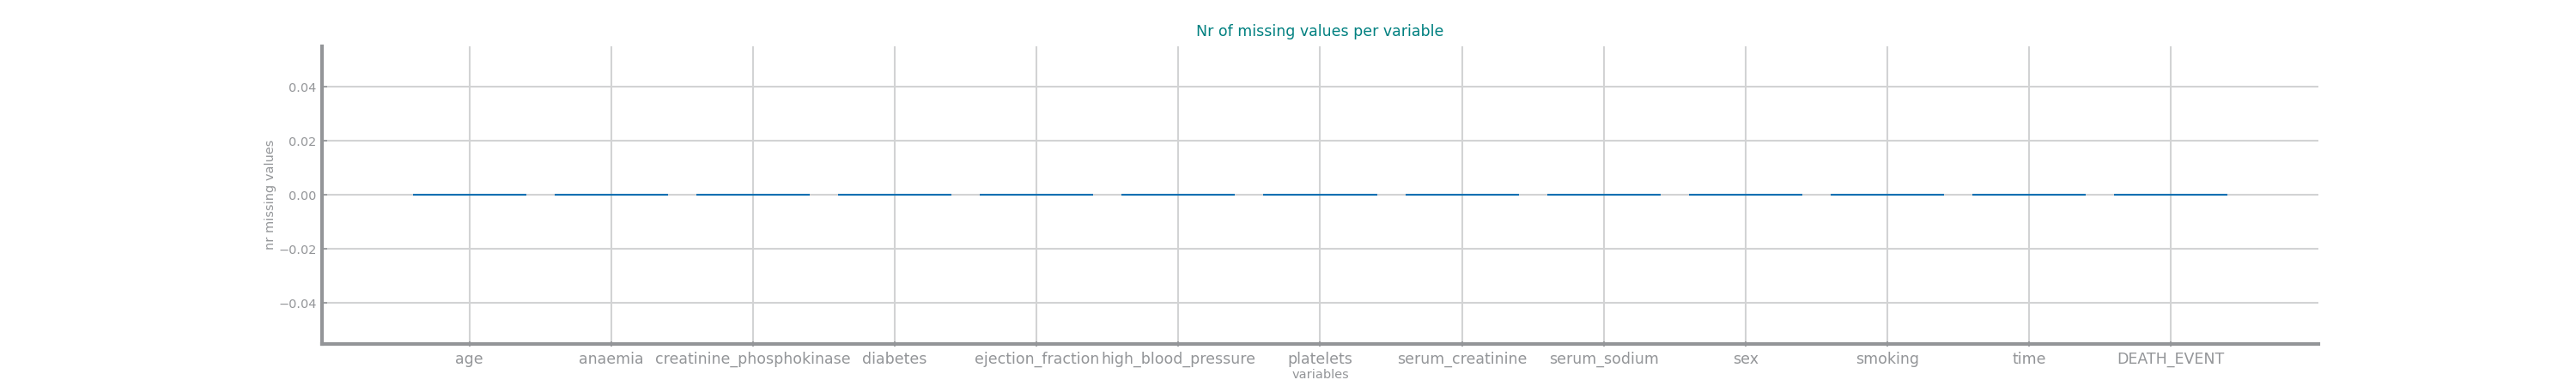 Nr of missing values per variable
nr missing values
0.04
0.02
0.00
−0.02
−0.04
age anaemia creatinine_phosphokinase diabetes ejection_fraction high_blood_pressure platelets serum_creatinine serum_sodium sex smoking time DEATH_EVENT
variables